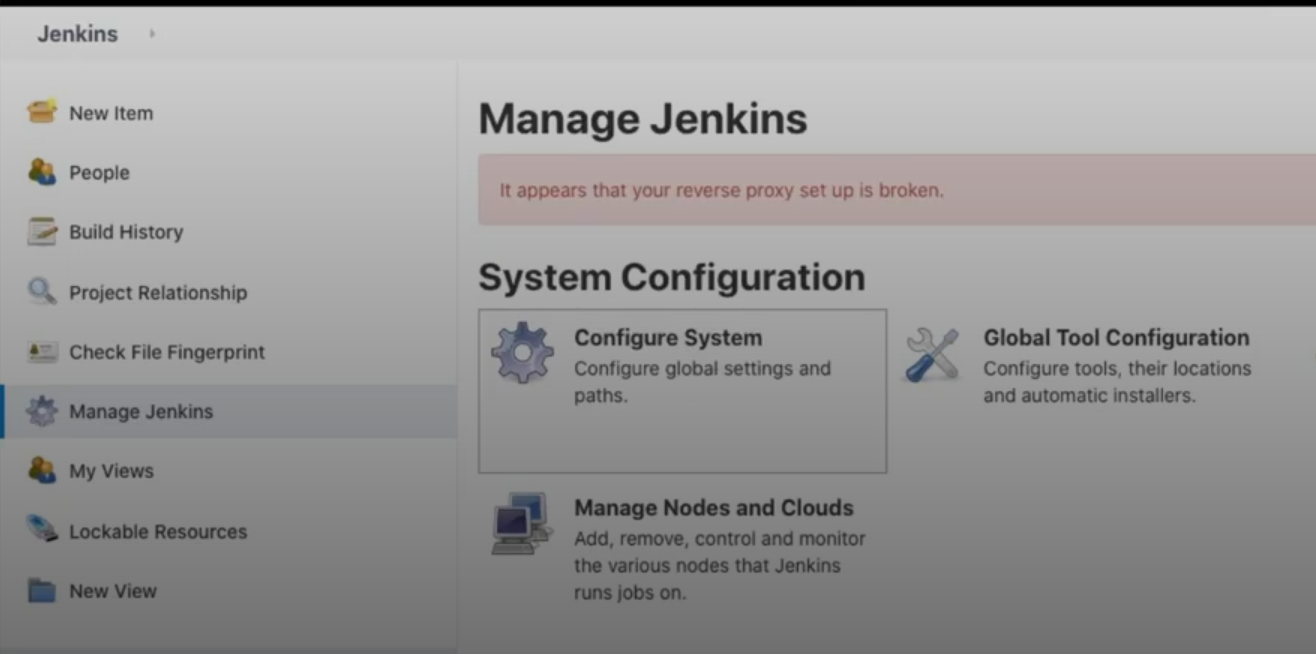 Jenkins
New Item
People
Build History
Project Relationship
Check File Fingerprint
Manage Jenkins
My Views
Lockable Resources
New View
Manage Jenkins
It appears that your reverse proxy set up is broken.
System Configuration
Configure System
Configure global settings and
paths.
Global Tool Configuration
Configure tools, their locations
and automatic installers.
Manage Nodes and Clouds
Add, remove, control and monitor
the various nodes that Jenkins
runs jobs on.